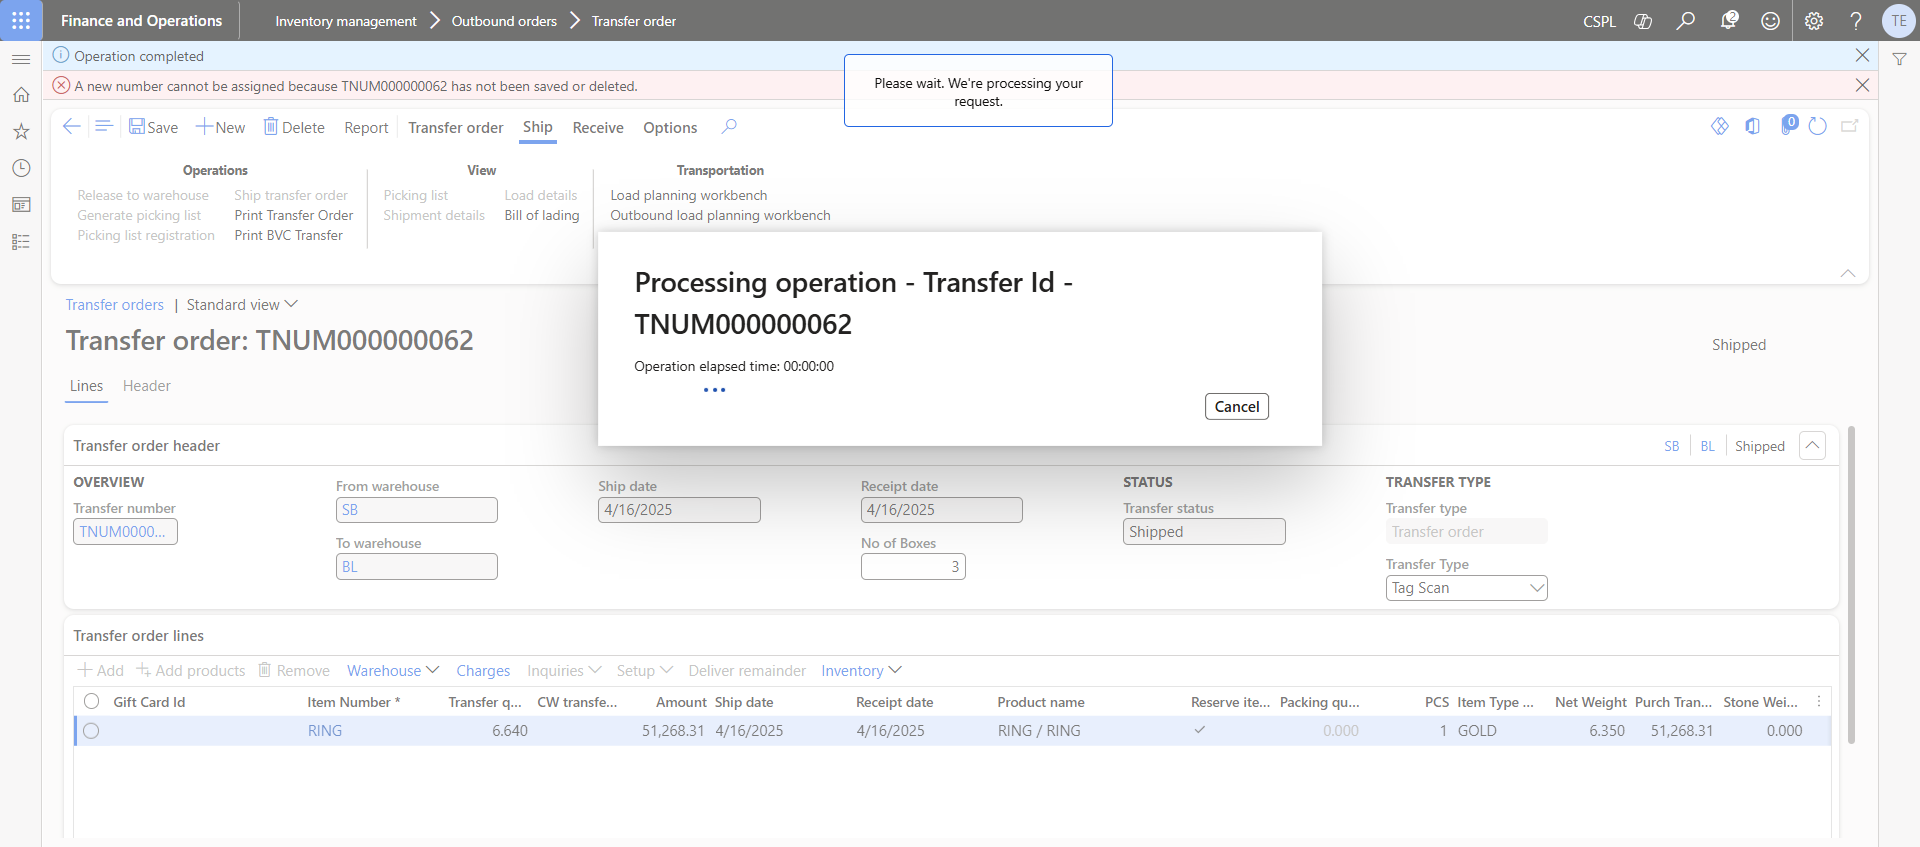 Finance and Operations
Inventory management > Outbound orders > Transfer order
CSPL
2
TE
Operation completed
A new number cannot be assigned because TNUM000000062 has not been saved or deleted.
Please wait. We're processing your
request.
Save New Delete Report Transfer order Ship Receive Options
0
Operations View Transportation
Release to warehouse Ship transfer order Picking list Load details Load planning workbench
Generate picking list Print Transfer Order Shipment details Bill of lading Outbound load planning workbench
Picking list registration Print BVC Transfer
Processing operation - Transfer Id -
TNUM000000062
Operation elapsed time: 00:00:00
Cancel
Transfer orders | Standard view
Transfer order: TNUM000000062
Shipped
Lines Header
Transfer order header
SB BL Shipped
OVERVIEW
Transfer number
TNUM0000...
From warehouse
SB
To warehouse
BL
Ship date
4/16/2025
Receipt date
4/16/2025
No of Boxes
3
STATUS
Transfer status
Shipped
TRANSFER TYPE
Transfer type
Transfer order
Transfer Type
Tag Scan
Transfer order lines
Add Add products Remove Warehouse Charges Inquiries Setup Deliver remainder Inventory
Gift Card Id Item Number * Transfer q... CW transfe... Amount Ship date Receipt date Product name Reserve ite... Packing qu... PCS Item Type ... Net Weight Purch Tran... Stone Wei...
RING 6.640 51,268.31 4/16/2025 4/16/2025 RING / RING 0.000 1 GOLD 6.350 51,268.31 0.000